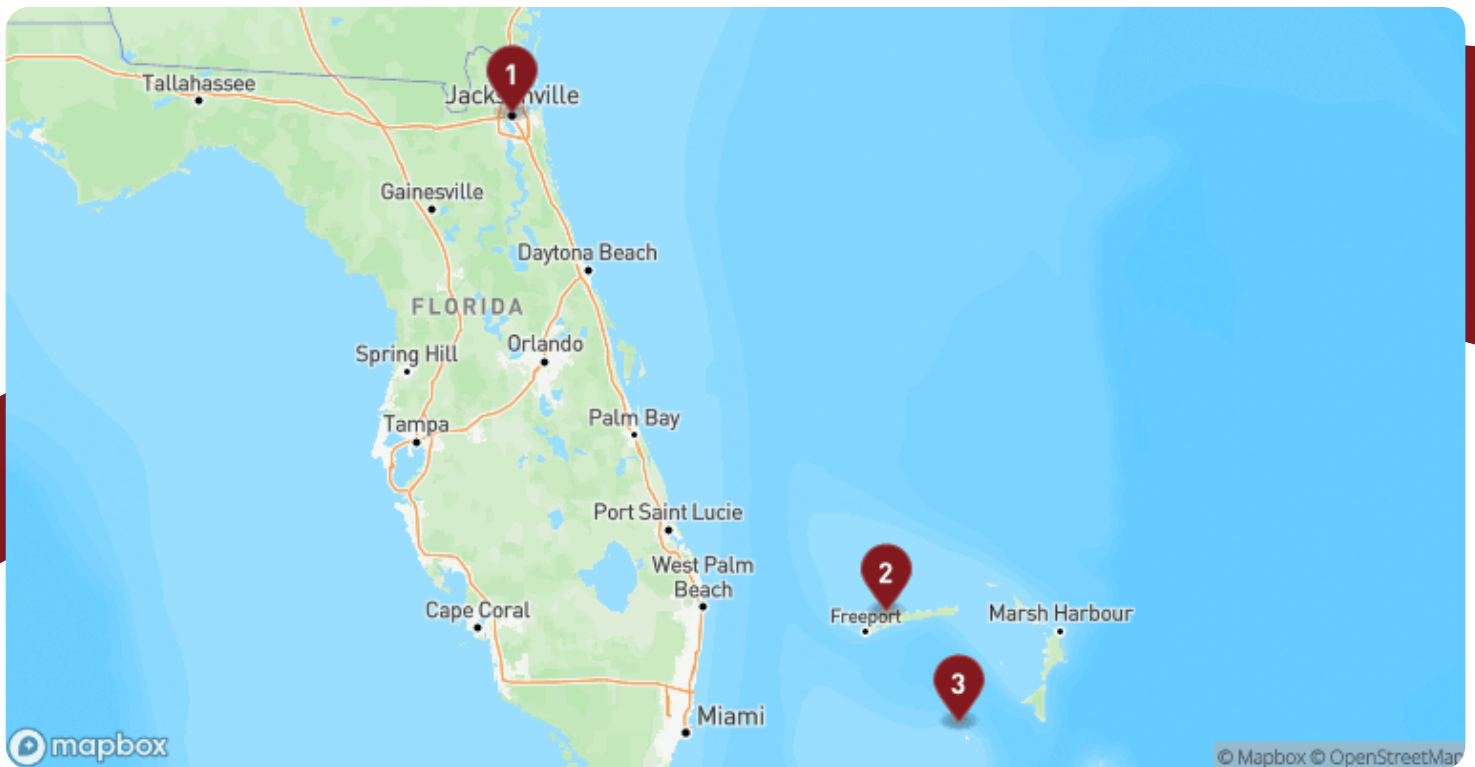 1
Tallahassee
Jacksonville
Gainesville
Daytona Beach
FLORIDA
Orlando
Spring Hill
Palm Bay
Tampa
Port Saint Lucie
West Palm
Beach
2
Cape Coral
Freeport
Marsh Harbour
3
Miami
mapbox
© Mapbox © OpenStreetMap